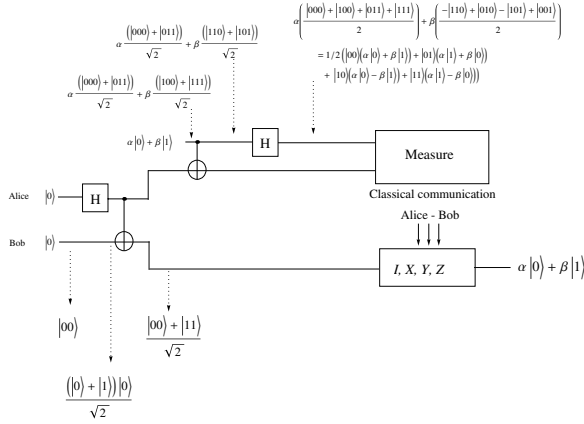 α (|000⟩ + |011⟩)/√2 + β (|110⟩ + |101⟩)/√2
α((|000⟩ + |100⟩ + |011⟩ + |111⟩)/2) + β((-|110⟩ + |010⟩ - |101⟩ + |001⟩)/2)
= 1/2 (|00⟩(α|0⟩ + β|1⟩) + |01⟩(α|1⟩ + β|0⟩)
+ |10⟩(α|0⟩ - β|1⟩) + |11⟩(α|1⟩ - β|0⟩))
α (|000⟩ + |011⟩)/√2 + β (|100⟩ + |111⟩)/√2
α|0⟩ + β|1⟩
H
Measure
Alice |0⟩
H
Classical communication
Alice - Bob
Bob |0⟩
I, X, Y, Z
α|0⟩ + β|1⟩
|00⟩
(|00⟩ + |11⟩)/√2
(|0⟩ + |1⟩)|0⟩/√2